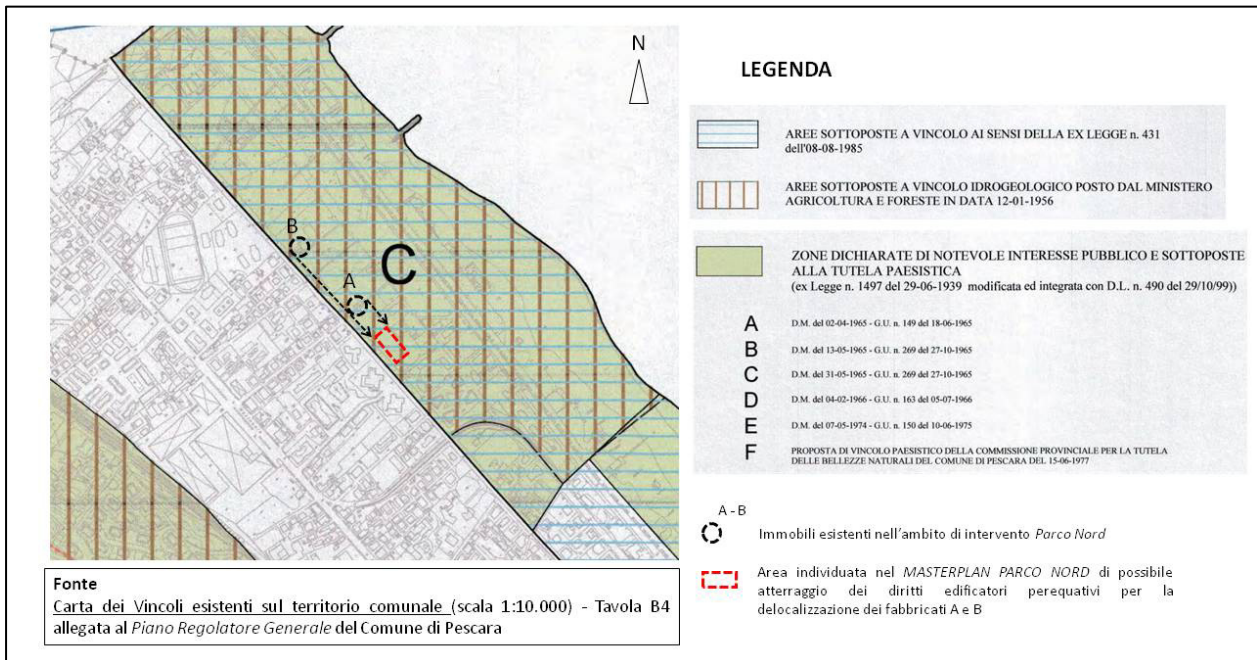 N
B
A
C
LEGENDA
AREE SOTTOPOSTE A VINCOLO AI SENSI DELLA EX LEGGE n. 431
dell'08-08-1985
AREE SOTTOPOSTE A VINCOLO IDROGEOLOGICO POSTO DAL MINISTERO
AGRICOLTURA E FORESTE IN DATA 12-01-1956
ZONE DICHIARATE DI NOTEVOLE INTERESSE PUBBLICO E SOTTOPOSTE
ALLA TUTELA PAESISTICA
(ex Legge n. 1497 del 29-06-1939 modificata ed integrata con D.L. n. 490 del 29/10/99))
A D.M. del 02-04-1965 - G.U. n. 149 del 18-06-1965
B D.M. del 13-05-1965 - G.U. n. 269 del 27-10-1965
C D.M. del 31-05-1965 - G.U. n. 269 del 27-10-1965
D D.M. del 04-02-1966 - G.U. n. 163 del 05-07-1966
E D.M. del 07-05-1974 - G.U. n. 150 del 10-06-1975
F PROPOSTA DI VINCOLO PAESISTICO DELLA COMMISSIONE PROVINCIALE PER LA TUTELA
DELLE BELLEZZE NATURALI DEL COMUNE DI PESCARA DEL 15-06-1977
A - B
Immobili esistenti nell'ambito di intervento Parco Nord
Area individuata nel MASTERPLAN PARCO NORD di possibile
atterraggio dei diritti edificatori perequativi per la
delocalizzazione dei fabbricati A e B
Fonte
Carta dei Vincoli esistenti sul territorio comunale (scala 1:10.000) - Tavola B4
allegata al Piano Regolatore Generale del Comune di Pescara